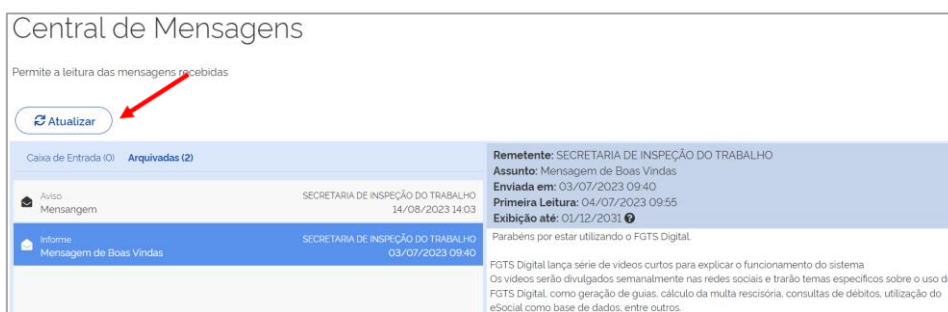 Central de Mensagens
Permite a leitura das mensagens recebidas
Atualizar
Caixa de Entrada (0) Arquivadas (2)
Aviso SECRETARIA DE INSPEÇÃO DO TRABALHO
Mensangem 14/08/2023 14:03
Informe SECRETARIA DE INSPEÇÃO DO TRABALHO
Mensagem de Boas Vindas 03/07/2023 09:40
Remetente: SECRETARIA DE INSPEÇÃO DO TRABALHO
Assunto: Mensagem de Boas Vindas
Enviada em: 03/07/2023 09:40
Primeira Leitura: 04/07/2023 09:55
Exibição até: 01/12/2031
Parabéns por estar utilizando o FGTS Digital.
FGTS Digital lança série de vídeos curtos para explicar o funcionamento do sistema
Os vídeos serão divulgados semanalmente nas redes sociais e trarão temas específicos sobre o uso d
FGTS Digital, como geração de guias, cálculo da multa rescisória, consultas de débitos, utilização do
eSocial como base de dados, entre outros.